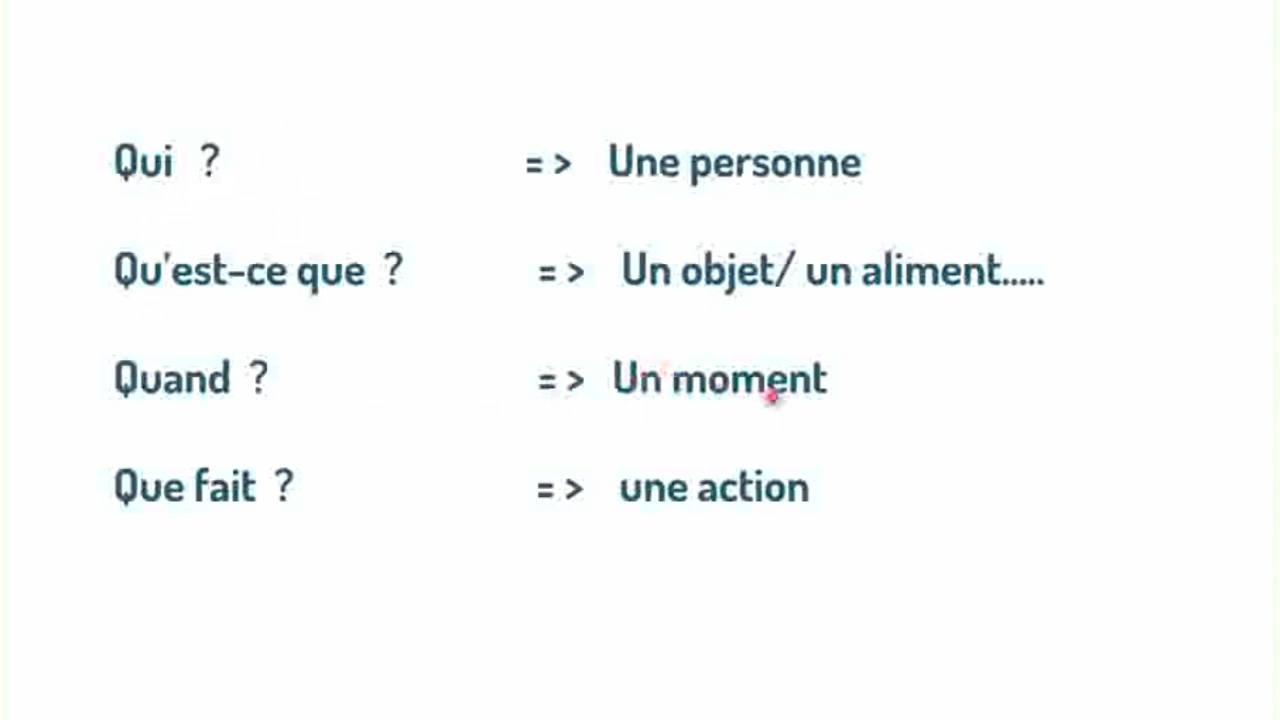 Qui ? => Une personne
Qu'est-ce que ? => Un objet/ un aliment.....
Quand ? => Un moment
Que fait ? => une action